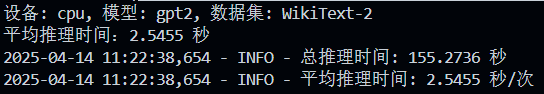 设备: cpu, 模型: gpt2, 数据集: WikiText-2
平均推理时间: 2.5455 秒
2025-04-14 11:22:38,654 - INFO - 总推理时间: 155.2736 秒
2025-04-14 11:22:38,654 - INFO - 平均推理时间: 2.5455 秒/次